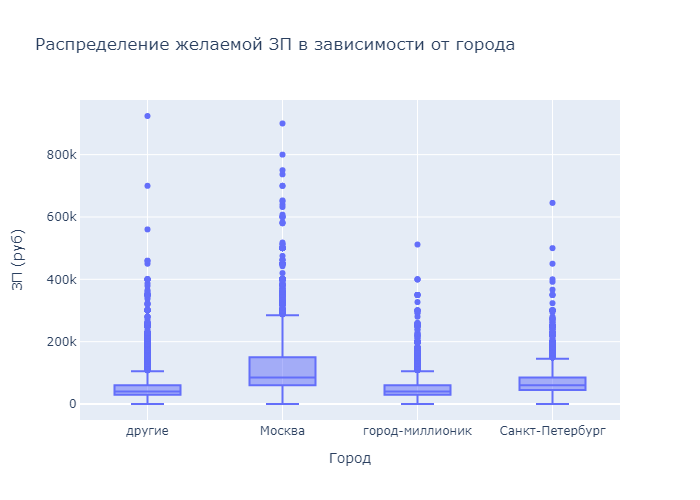 Распределение желаемой ЗП в зависимости от города
ЗП (руб)
800k
600k
400k
200k
0
другие
Москва
город-миллионик
Санкт-Петербург
Город